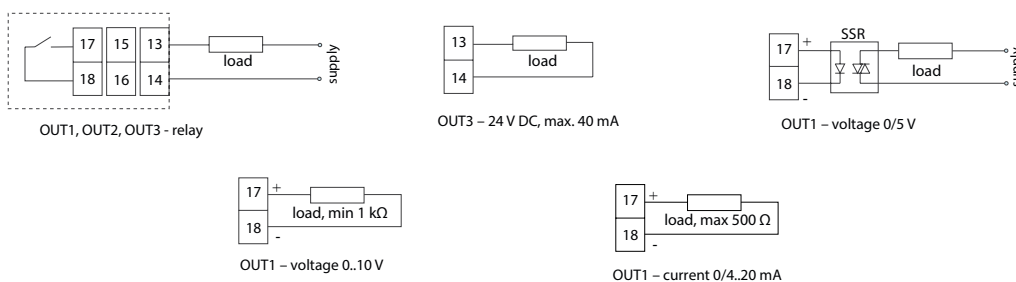 17 15 13
18 16 14
load
supply
OUT1, OUT2, OUT3 - relay
13
14
load
OUT3 – 24 V DC, max. 40 mA
SSR
17 +
18
-
load
supply
OUT1 – voltage 0/5 V
17 +
load, min 1 kΩ
18
-
OUT1 – voltage 0..10 V
17 +
load, max 500 Ω
18
-
OUT1 – current 0/4..20 mA